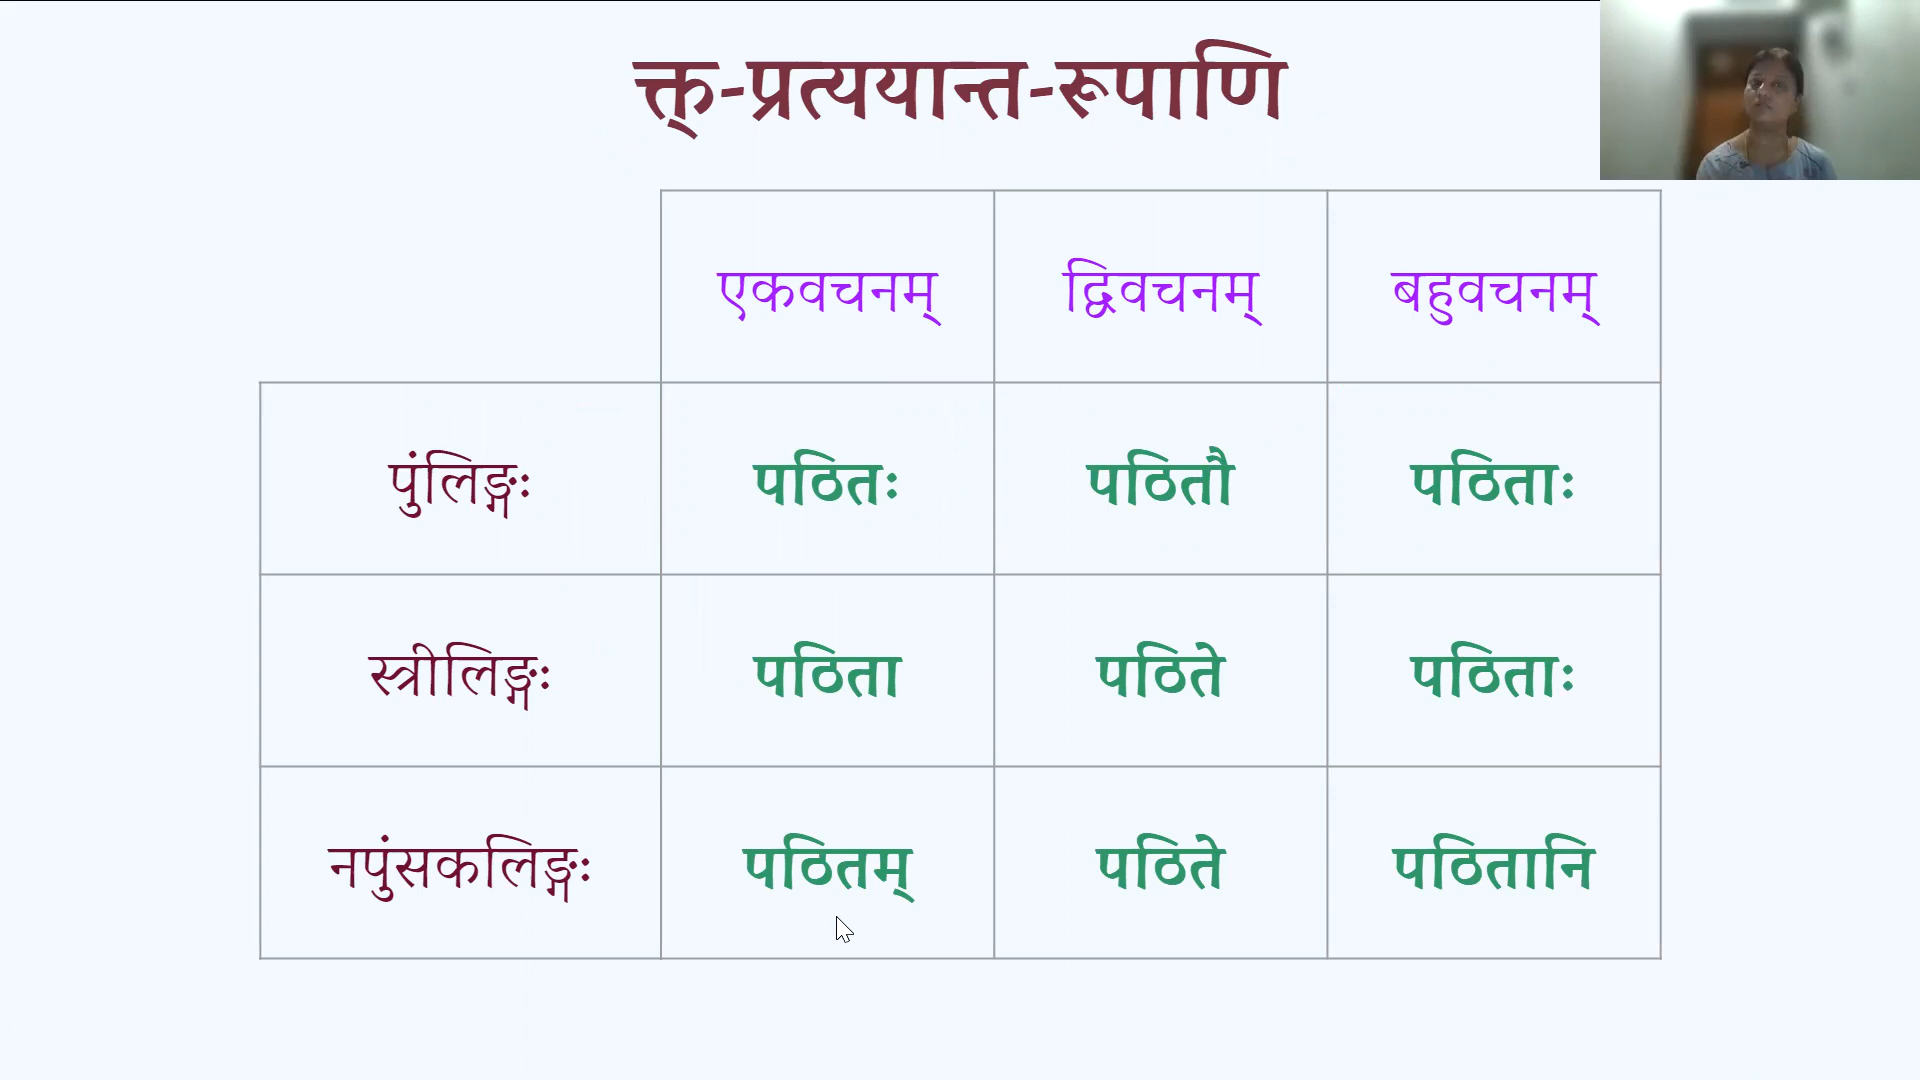 क्त्-प्रत्ययान्त-रूपाणि
एकवचनम् द्विवचनम् बहुवचनम्
पुंलिङ्गः पठितः पठितौ पठिताः
स्त्रीलिङ्गः पठिता पठिते पठिताः
नपुंसकलिङ्गः पठितम् पठिते पठितानि